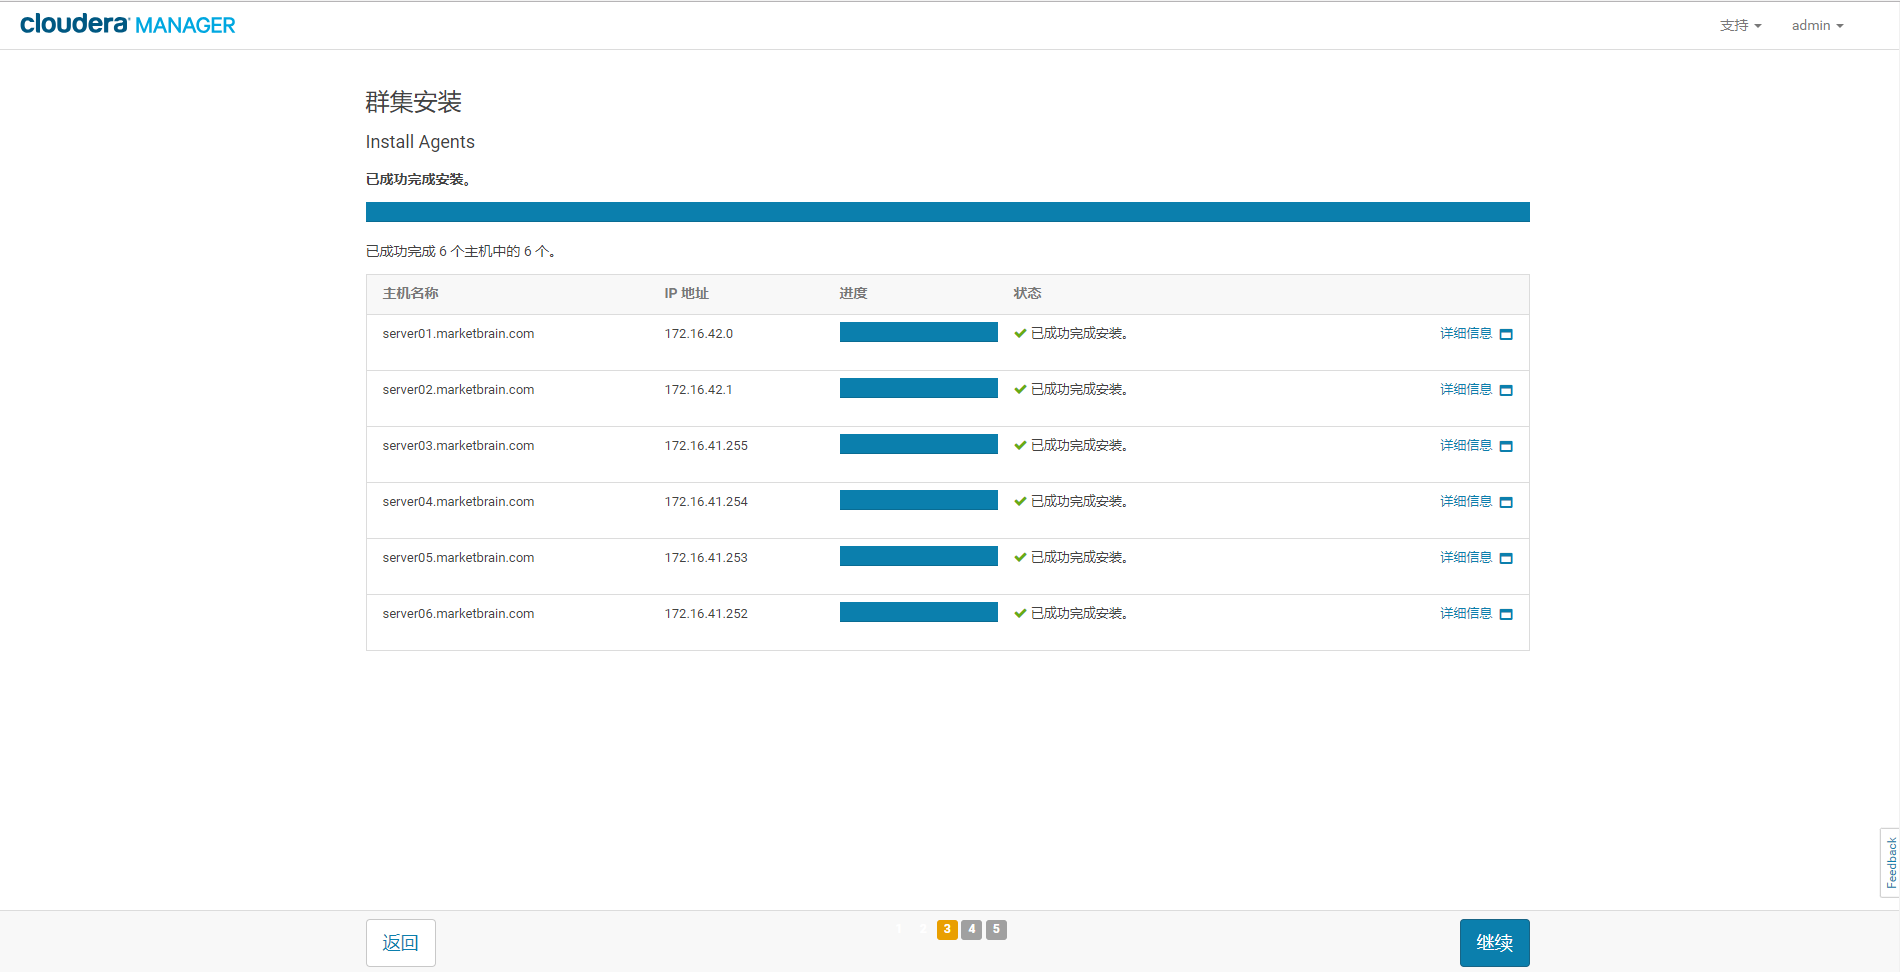 cloudera MANAGER
支持 admin
群集安装
Install Agents
已成功完成安装。
已成功完成 6 个主机中的 6 个。
主机名称 IP 地址 进度 状态
server01.marketbrain.com 172.16.42.0 已成功完成安装。 详细信息
server02.marketbrain.com 172.16.42.1 已成功完成安装。 详细信息
server03.marketbrain.com 172.16.41.255 已成功完成安装。 详细信息
server04.marketbrain.com 172.16.41.254 已成功完成安装。 详细信息
server05.marketbrain.com 172.16.41.253 已成功完成安装。 详细信息
server06.marketbrain.com 172.16.41.252 已成功完成安装。 详细信息
Feedback
返回 1 2 3 4 5 继续